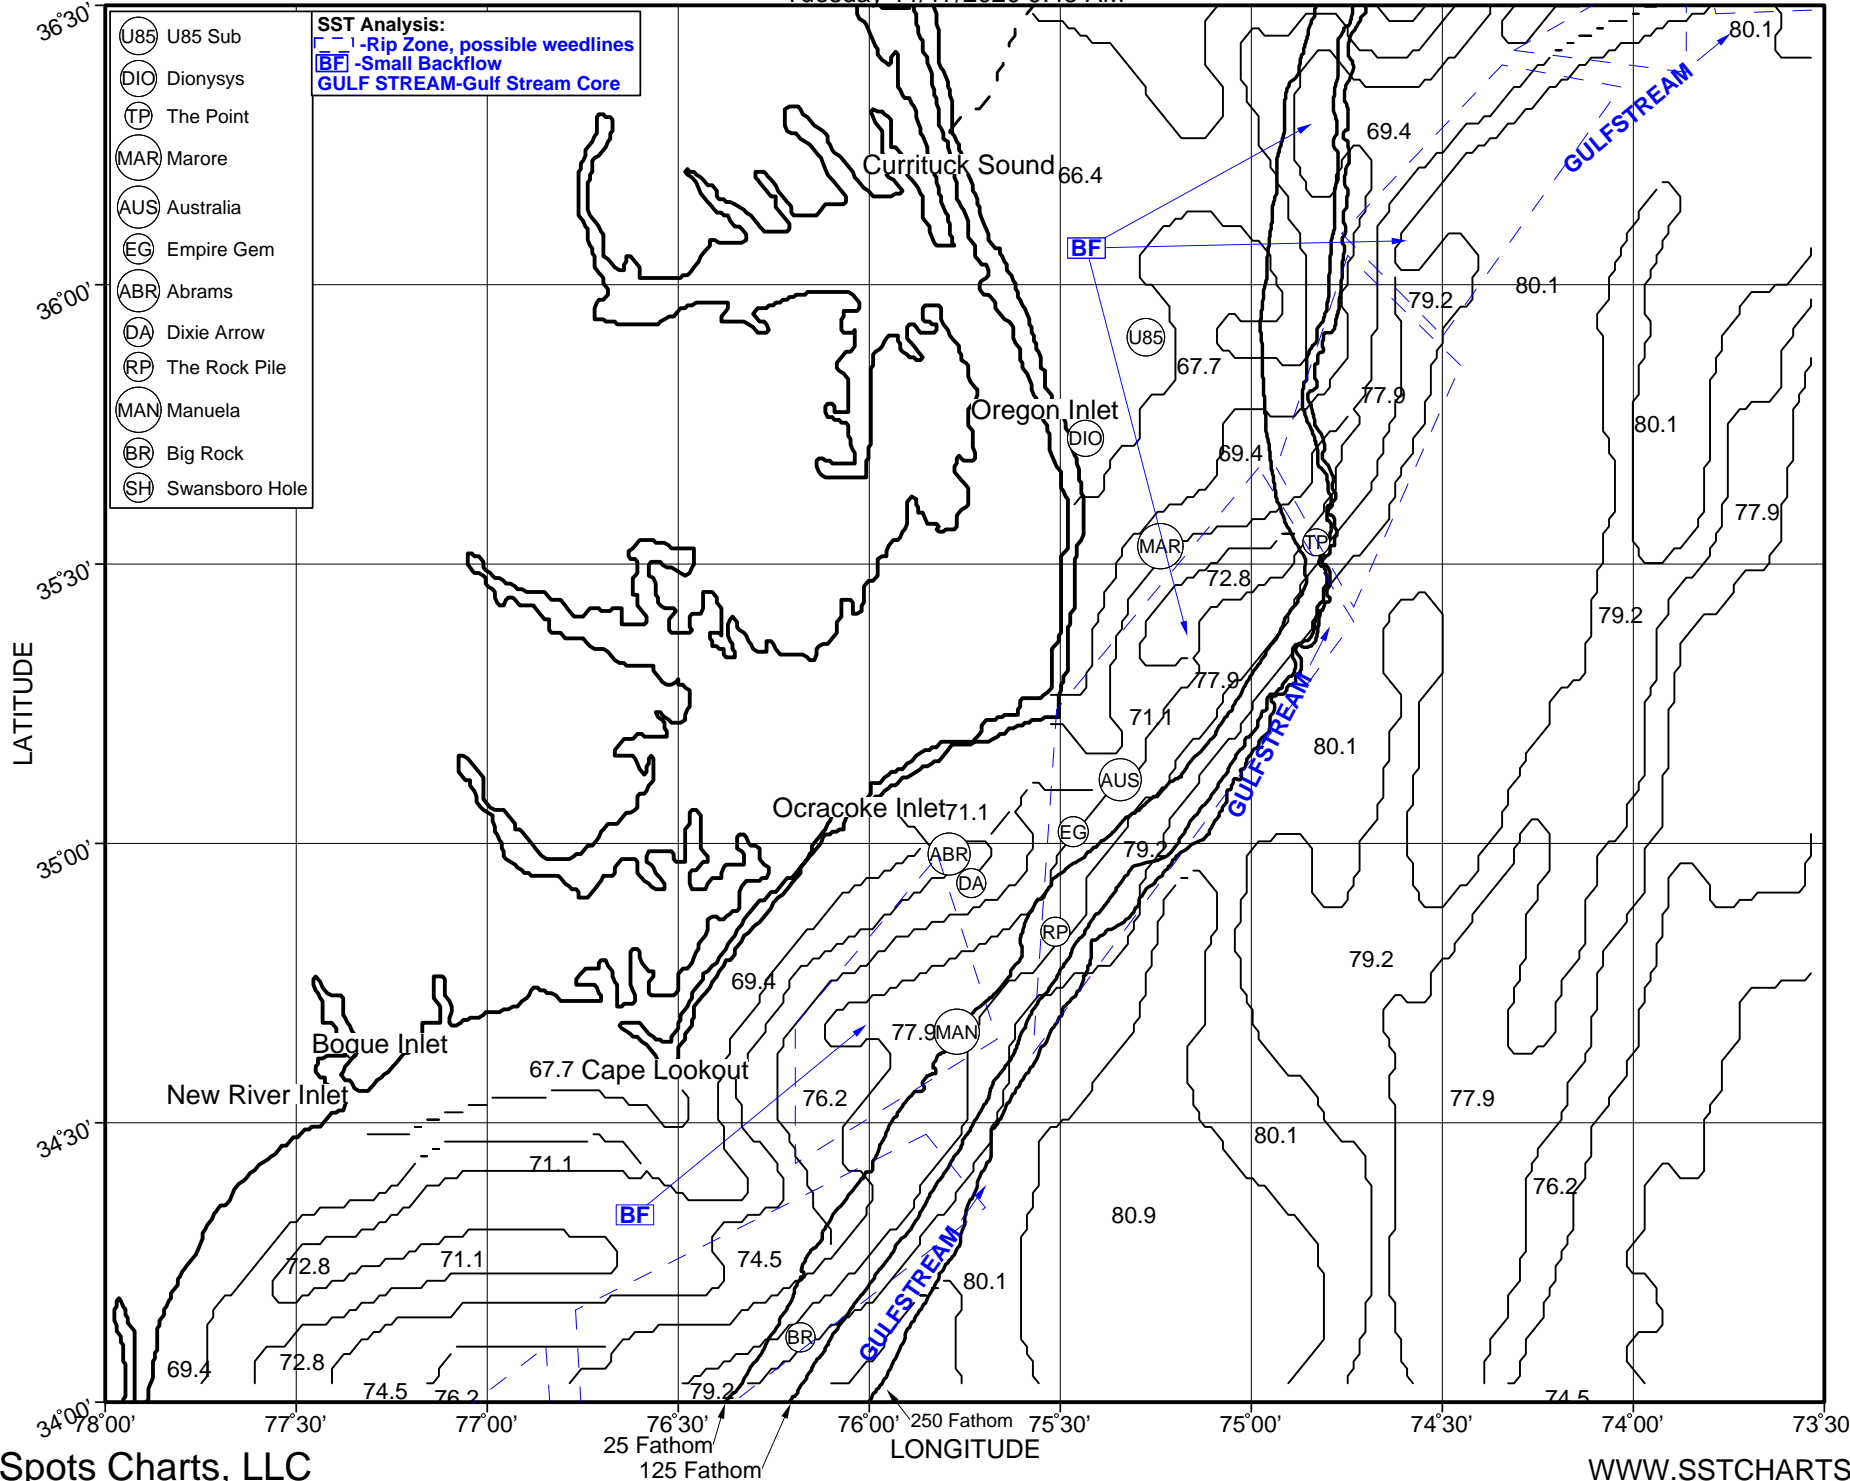 36°30'
U85 U85 Sub
DIO Dionysys
TP The Point
MAR Marore
AUS Australia
EG Empire Gem
ABR Abrams
DA Dixie Arrow
RP The Rock Pile
MAN Manuela
BR Big Rock
SH Swansboro Hole
SST Analysis:
-Rip Zone, possible weedlines
BF -Small Backflow
GULF STREAM-Gulf Stream Core
80.1
GULFSTREAM
69.4
Currituck Sound
66.4
BF
36°00'
79.2
80.1
U85
67.7
77.9
Oregon Inlet
DIO
80.1
69.4
77.9
MAR
TP
35°30'
72.8
79.2
LATITUDE
77.9
71.1
GULFSTREAM
80.1
AUS
Ocracoke Inlet
71.1
EG
35°00'
ABR
79.2
DA
RP
79.2
69.4
77.9
MAN
Bogue Inlet
67.7
Cape Lookout
New River Inlet
76.2
77.9
34°30'
80.1
71.1
76.2
BF
80.9
72.8
71.1
74.5
GULFSTREAM
80.1
BR
69.4
72.8
74.5
76.2
79.2
74.5
34°00'
78°00'
77°30'
77°00'
76°30'
76°00'
75°30'
75°00'
74°30'
74°00'
73°30
250 Fathom
25 Fathom
125 Fathom
LONGITUDE
Spots Charts, LLC
WWW.SSTCHARTS